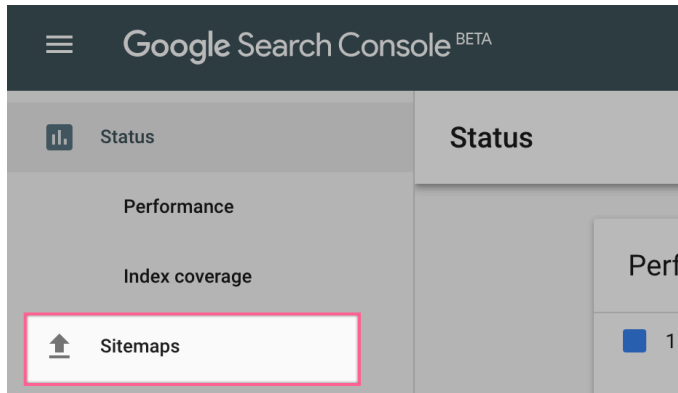 Google Search Console BETA
Status
Status
Performance
Index coverage
Perf
Sitemaps
1